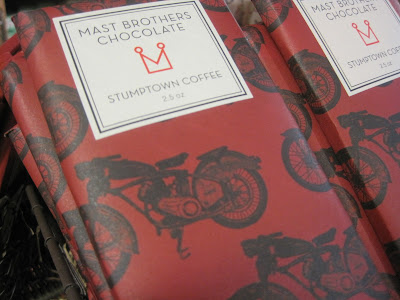 MAST BROTHERS
CHOCOLATE
STUMPTOWN COFFEE
2.5 oz
MAST BROTHERS
CHOCOLATE
STUMPTOWN COFFEE
2.5 oz